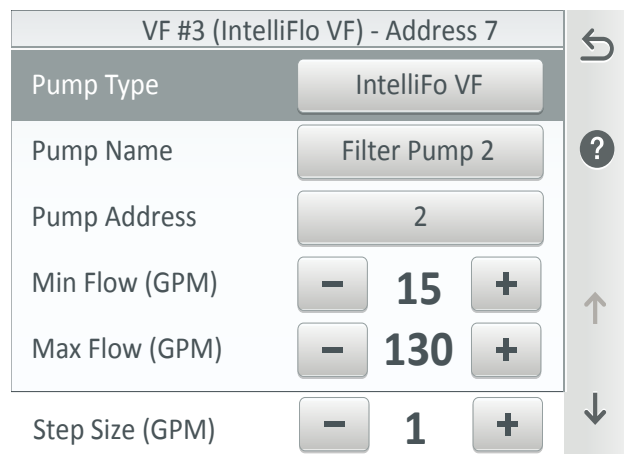 VF #3 (IntelliFlo VF) - Address 7
Pump Type IntelliFo VF
Pump Name Filter Pump 2
Pump Address 2
Min Flow (GPM) − 15 +
Max Flow (GPM) − 130 +
Step Size (GPM) − 1 +
?